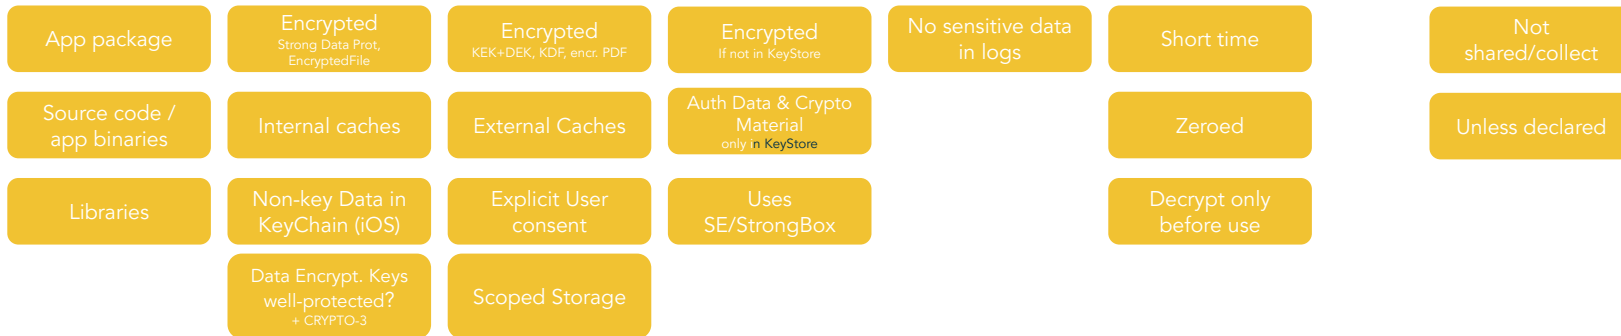 App package
Encrypted
Strong Data Prot,
EncryptedFile
Encrypted
KEK+DEK, KDF, encr. PDF
Encrypted
If not in KeyStore
No sensitive data
in logs
Short time
Not
shared/collect
Source code /
app binaries
Internal caches
External Caches
Auth Data & Crypto
Material
only in KeyStore
Zeroed
Unless declared
Libraries
Non-key Data in
KeyChain (iOS)
Explicit User
consent
Uses
SE/StrongBox
Decrypt only
before use
Data Encrypt. Keys
well-protected?
+ CRYPTO-3
Scoped Storage